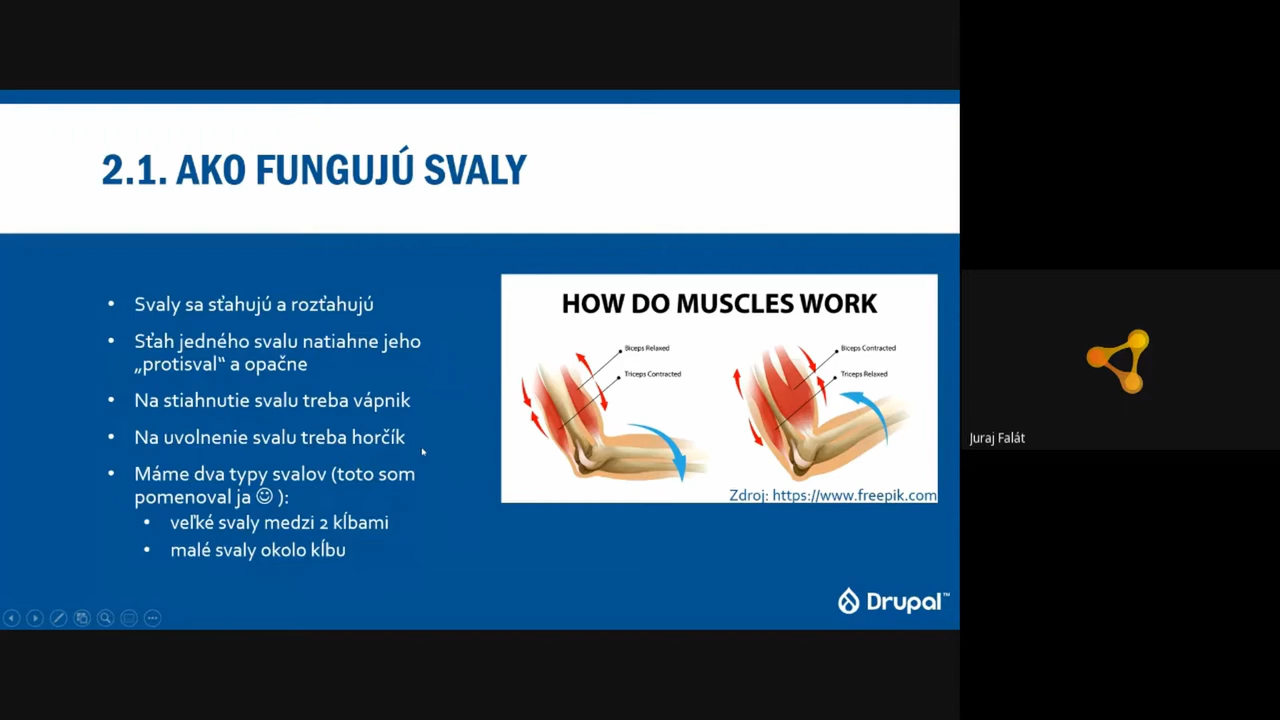 2.1. AKO FUNGUJÚ SVALY
• Svaly sa sťahujú a rozťahujú
• Sťah jedného svalu natiahne jeho
„protisval“ a opačne
• Na stiahnutie svalu treba vápnik
• Na uvolnenie svalu treba horčík
• Máme dva typy svalov (toto som
pomenoval ja ☺ ):
• veľké svaly medzi 2 kĺbami
• malé svaly okolo kĺbu
HOW DO MUSCLES WORK
Biceps Relaxed
Triceps Contracted
Biceps Contracted
Triceps Relaxed
Zdroj: https://www.freepik.com
Drupal™
Juraj Falát